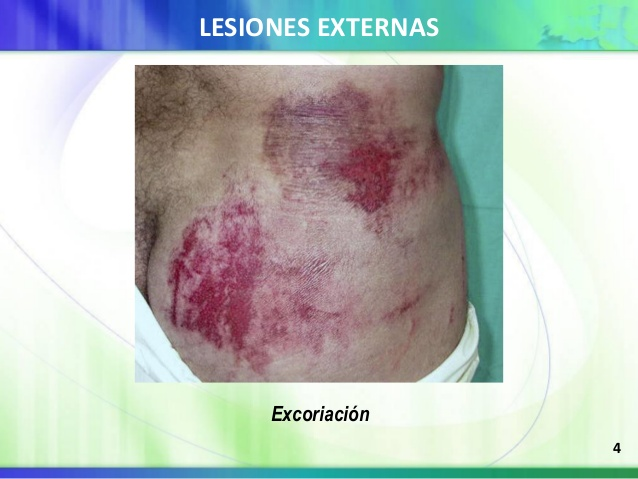 LESIONES EXTERNAS
Excoriación
4